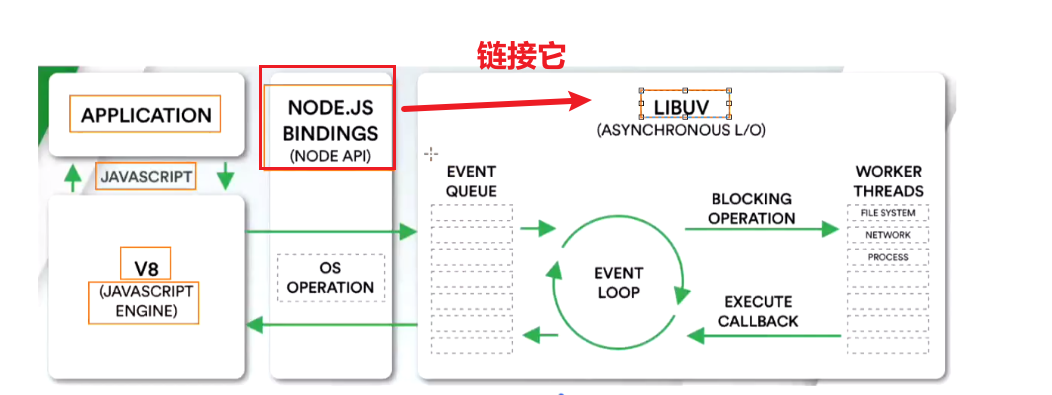 链接它
APPLICATION
JAVASCRIPT
V8
(JAVASCRIPT
ENGINE)
NODE.JS
BINDINGS
(NODE API)
OS
OPERATION
LIBUV
(ASYNCHRONOUS L/O)
EVENT
QUEUE
EVENT
LOOP
BLOCKING
OPERATION
EXECUTE
CALLBACK
WORKER
THREADS
FILE SYSTEM
NETWORK
PROCESS